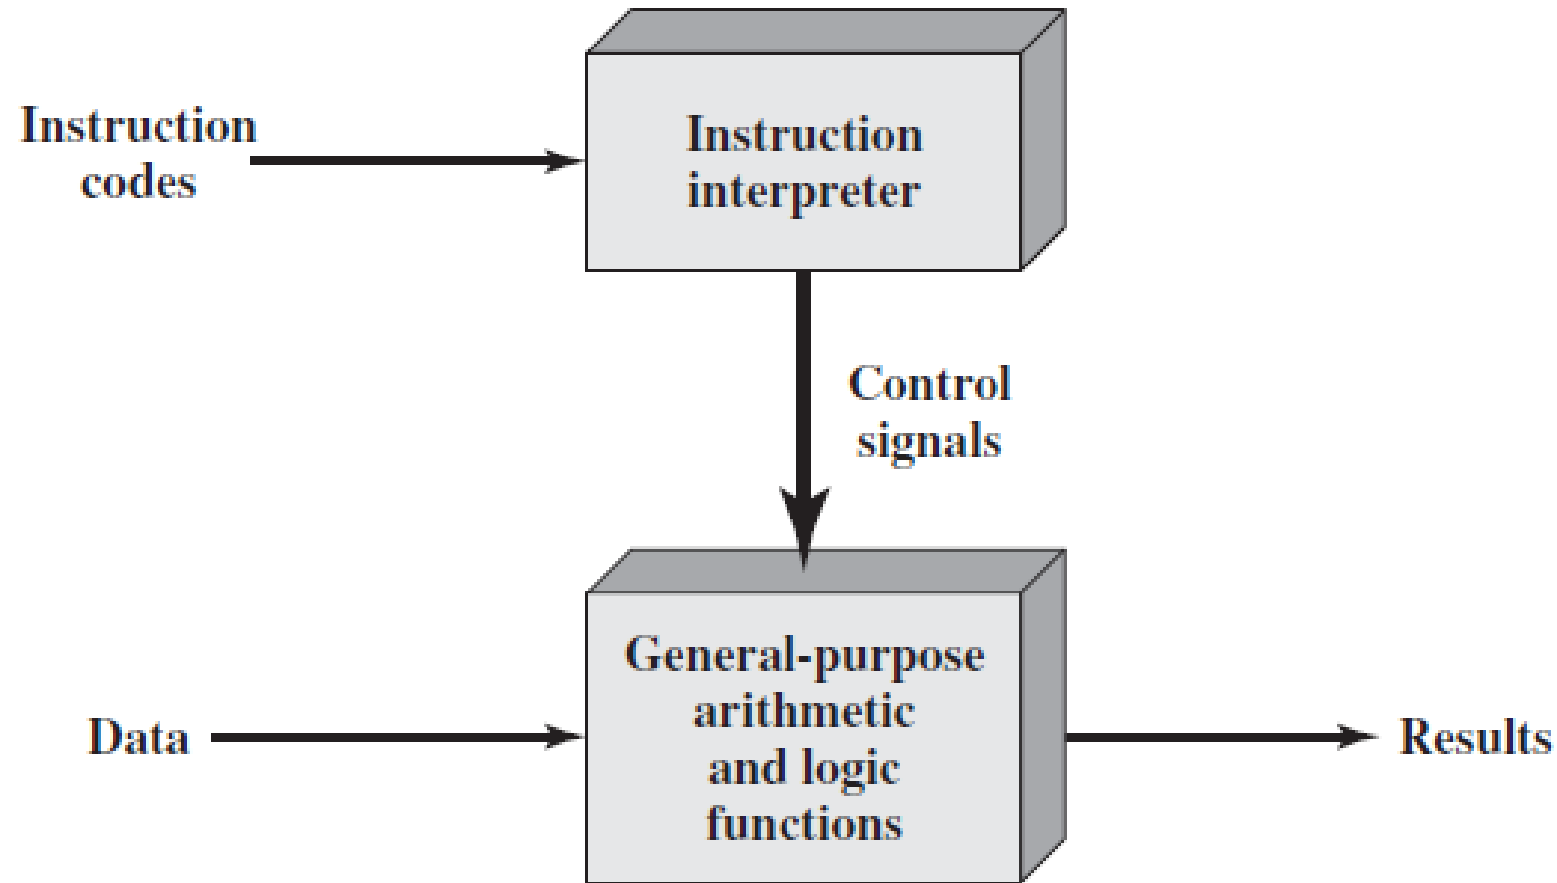 Instruction
codes
Instruction
interpreter
Control
signals
Data
General-purpose
arithmetic
and logic
functions
Results